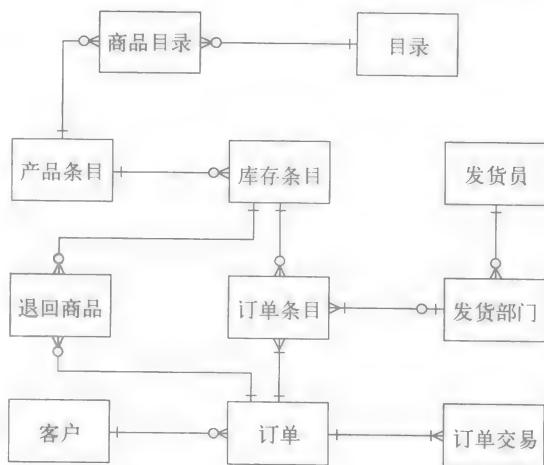 商品目录
目录
产品条目
库存条目
发货员
退回商品
订单条目
发货部门
客户
订单
订单交易